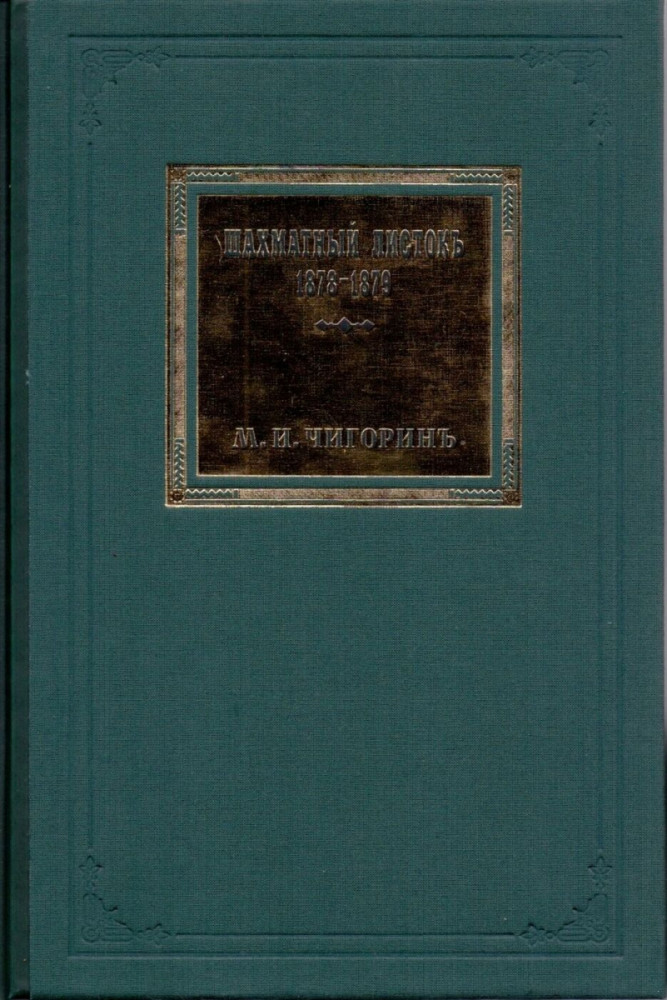 ШАХМАТНЫЙ ЛИСТОКЪ
1878-1879
М. И. ЧИГОРИНЪ.